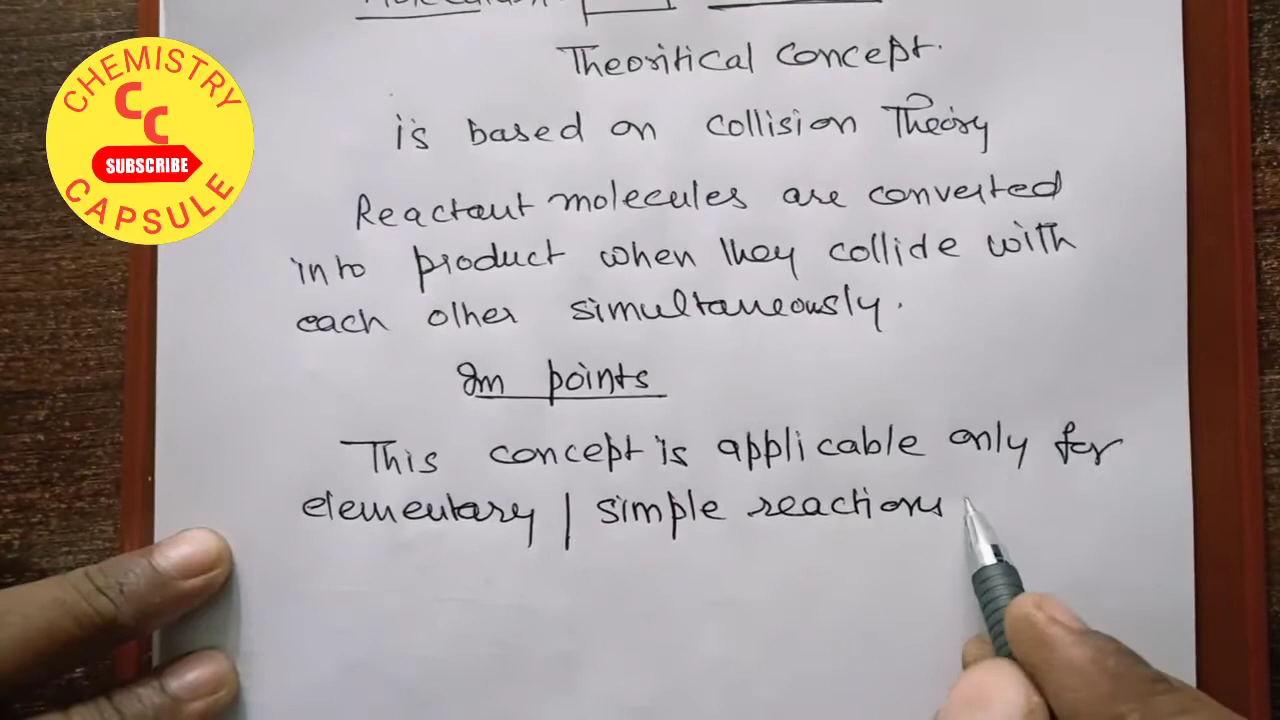 CHEMISTRY
CC
SUBSCRIBE
CAPSULE
Theoritical concept.
is based on collision Theory
Reactant molecules are converted
into product when they collide with
each other simultaneously.
Im points
This concept is applicable only for
elementary / simple reactions